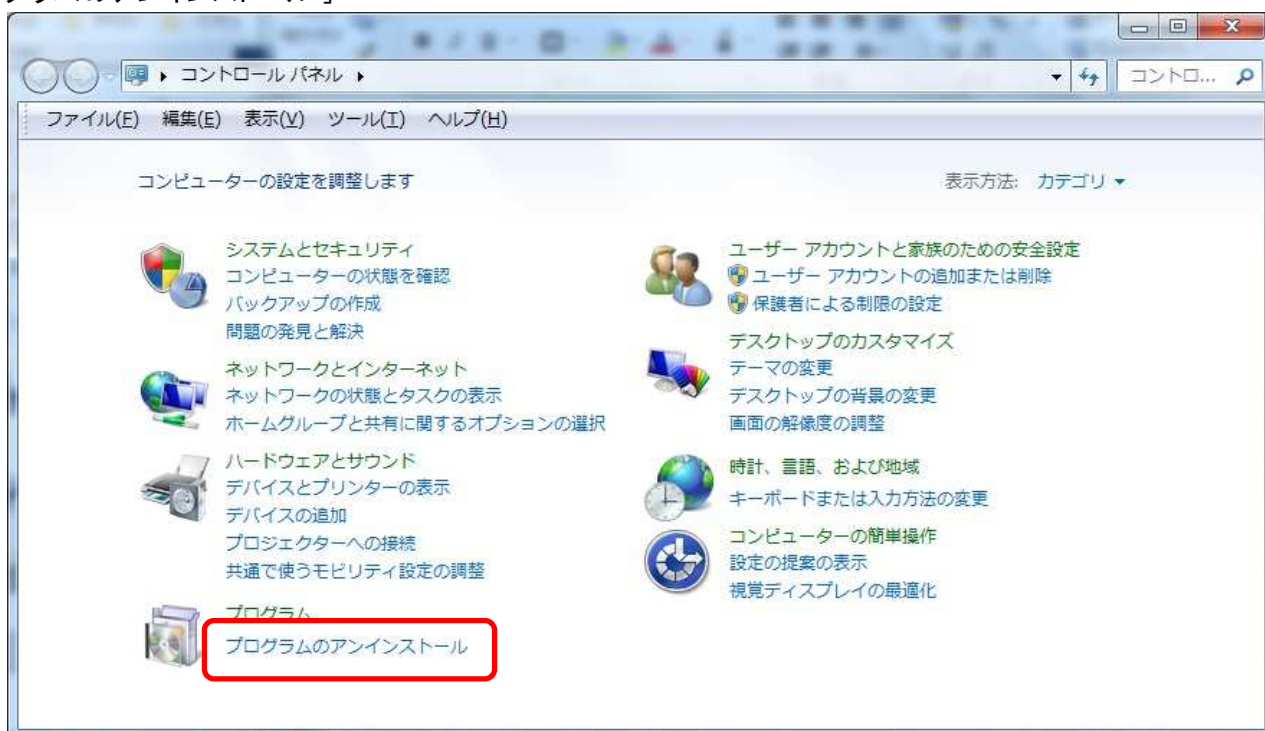 コントロール パネル
コントロ...
ファイル(F) 編集(E) 表示(V) ツール(T) ヘルプ(H)
コンピューターの設定を調整します
表示方法: カテゴリ
システムとセキュリティ
コンピューターの状態を確認
バックアップの作成
問題の発見と解決
ネットワークとインターネット
ネットワークの状態とタスクの表示
ホームグループと共有に関するオプションの選択
ハードウェアとサウンド
デバイスとプリンターの表示
デバイスの追加
プロジェクターへの接続
共通で使うモビリティ設定の調整
プログラム
プログラムのアンインストール
ユーザー アカウントと家族のための安全設定
ユーザー アカウントの追加または削除
保護者による制限の設定
デスクトップのカスタマイズ
テーマの変更
デスクトップの背景の変更
画面の解像度の調整
時計、言語、および地域
キーボードまたは入力方法の変更
コンピューターの簡単操作
設定の提案の表示
視覚ディスプレイの最適化